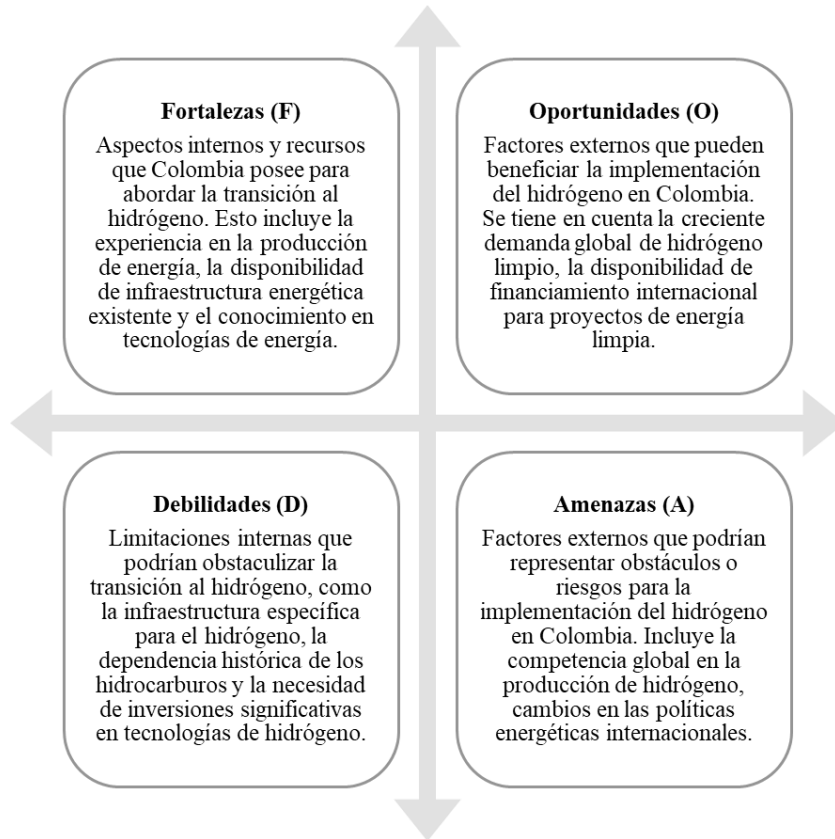 Fortalezas (F)
Aspectos internos y recursos
que Colombia posee para
abordar la transición al
hidrógeno. Esto incluye la
experiencia en la producción
de energía, la disponibilidad
de infraestructura energética
existente y el conocimiento en
tecnologías de energía.
Oportunidades (O)
Factores externos que pueden
beneficiar la implementación
del hidrógeno en Colombia.
Se tiene en cuenta la creciente
demanda global de hidrógeno
limpio, la disponibilidad de
financiamiento internacional
para proyectos de energía
limpia.
Debilidades (D)
Limitaciones internas que
podrían obstaculizar la
transición al hidrógeno, como
la infraestructura específica
para el hidrógeno, la
dependencia histórica de los
hidrocarburos y la necesidad
de inversiones significativas
en tecnologías de hidrógeno.
Amenazas (A)
Factores externos que podrían
representar obstáculos o
riesgos para la
implementación del hidrógeno
en Colombia. Incluye la
competencia global en la
producción de hidrógeno,
cambios en las políticas
energéticas internacionales.